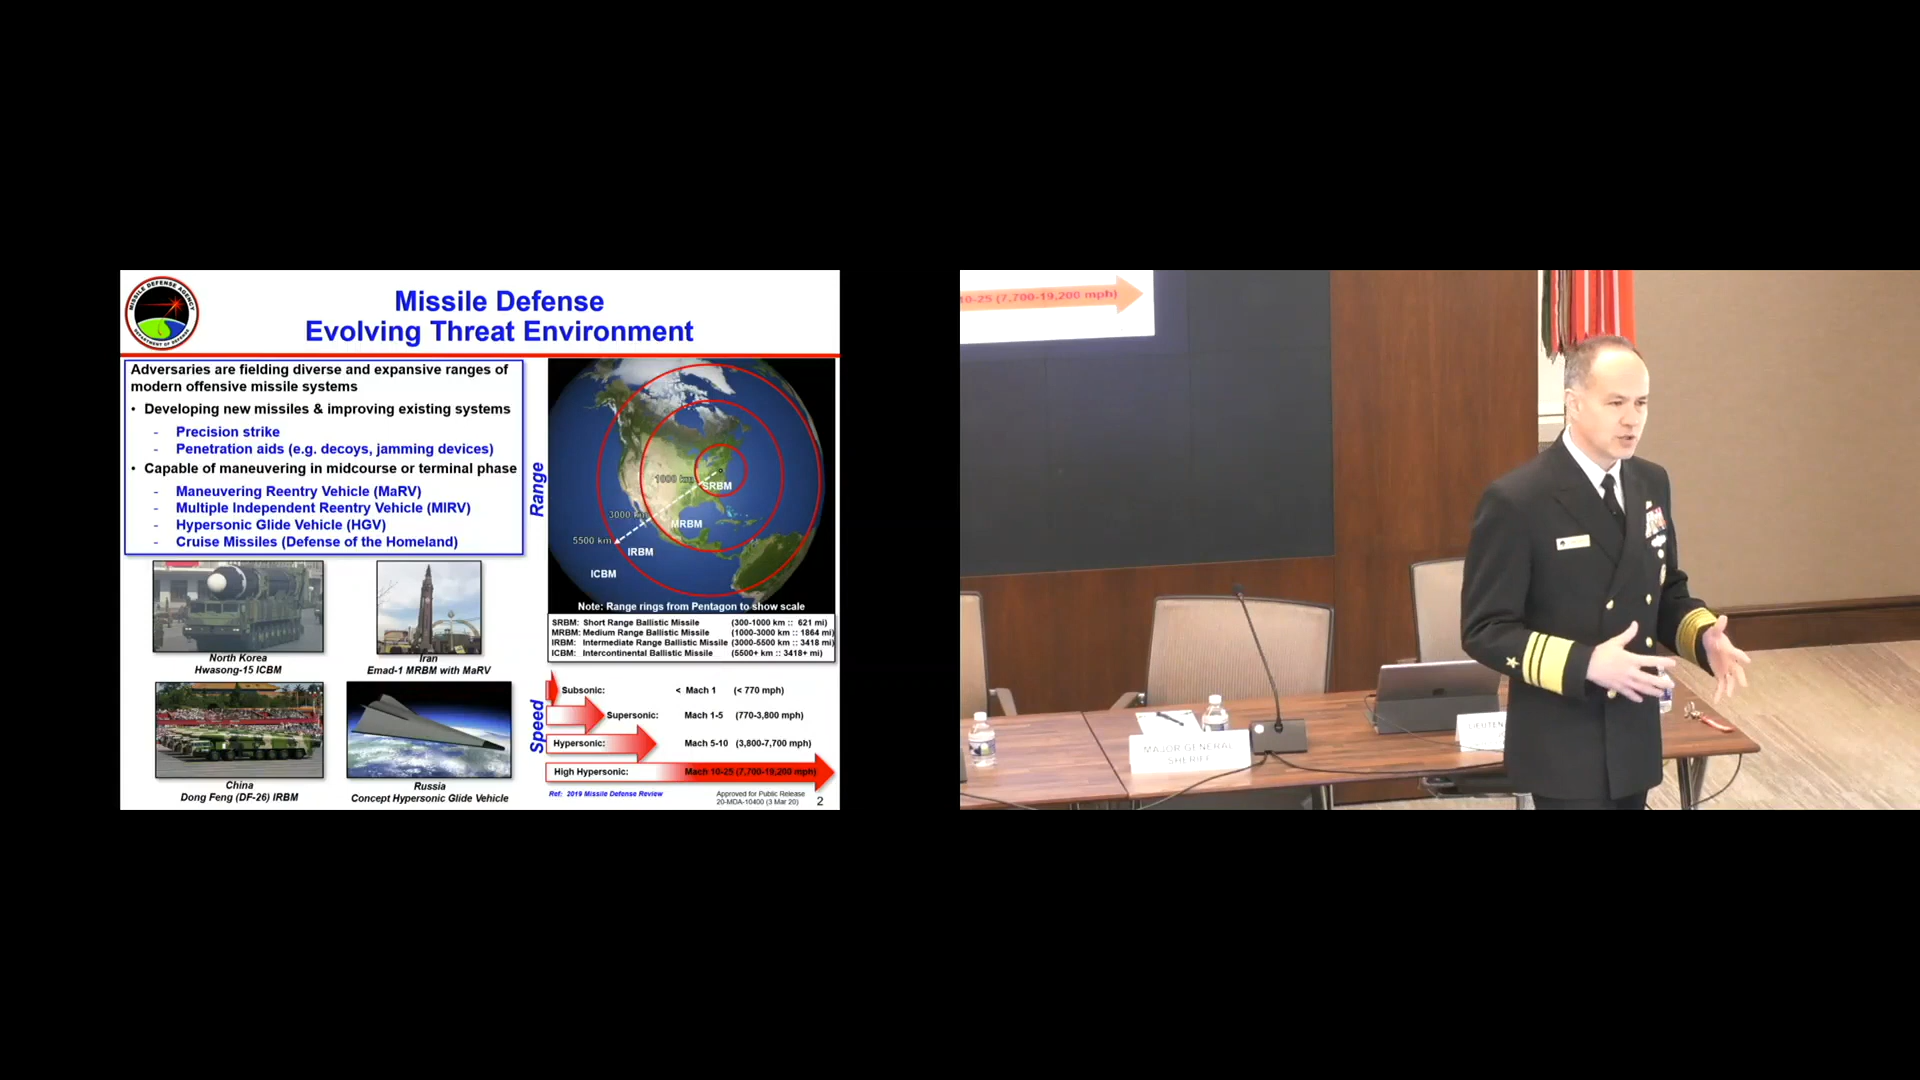 MISSILE DEFENSE AGENCY
DEPARTMENT OF DEFENSE
Missile Defense
Evolving Threat Environment
Adversaries are fielding diverse and expansive ranges of
modern offensive missile systems
• Developing new missiles & improving existing systems
- Precision strike
- Penetration aids (e.g. decoys, jamming devices)
• Capable of maneuvering in midcourse or terminal phase
- Maneuvering Reentry Vehicle (MaRV)
- Multiple Independent Reentry Vehicle (MIRV)
- Hypersonic Glide Vehicle (HGV)
- Cruise Missiles (Defense of the Homeland)
North Korea
Hwasong-15 ICBM
Iran
Emad-1 MRBM with MaRV
China
Dong Feng (DF-26) IRBM
Russia
Concept Hypersonic Glide Vehicle
Range
1000 km
SRBM
3000 km
MRBM
5500 km
IRBM
ICBM
Note: Range rings from Pentagon to show scale
SRBM: Short Range Ballistic Missile (300-1000 km :: 621 mi)
MRBM: Medium Range Ballistic Missile (1000-3000 km :: 1864 mi)
IRBM: Intermediate Range Ballistic Missile (3000-5500 km :: 3418 mi)
ICBM: Intercontinental Ballistic Missile (5500+ km :: 3418+ mi)
Speed
Subsonic: < Mach 1 (< 770 mph)
Supersonic: Mach 1-5 (770-3,800 mph)
Hypersonic: Mach 5-10 (3,800-7,700 mph)
High Hypersonic: Mach 10-25 (7,700-19,200 mph)
Ref: 2019 Missile Defense Review
Approved for Public Release
20-MDA-10400 (3 Mar 20)
2
10-25 (7,700-19,200 mph)
MAJOR GENERAL
SHERIFF
LIEUTEN